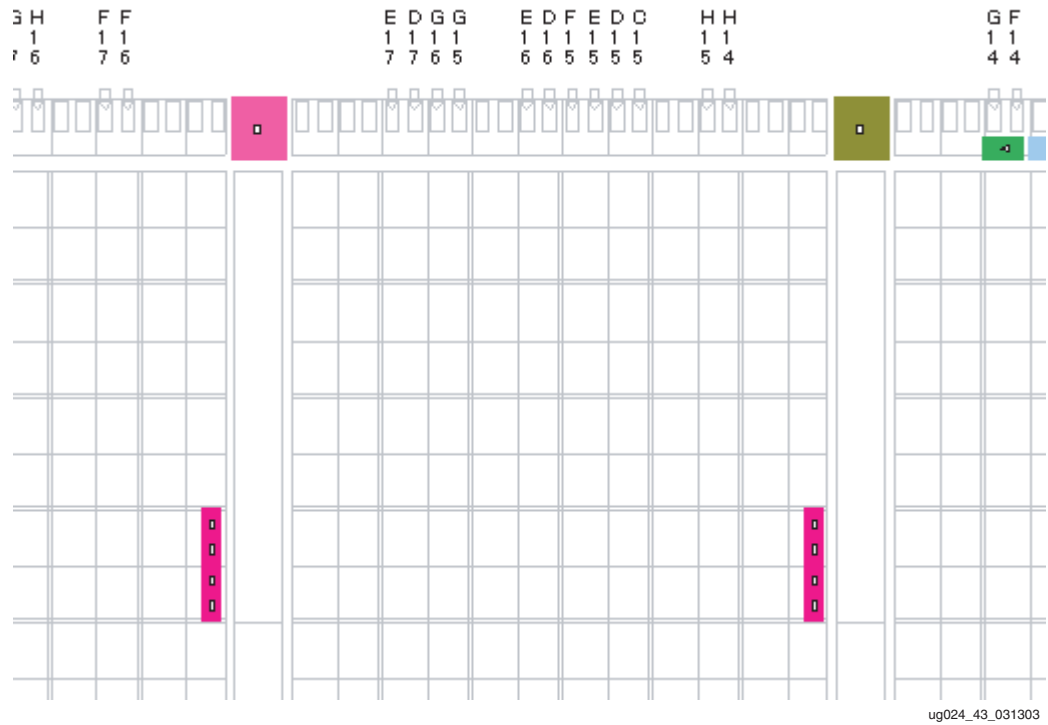 G H F F E D G G E D F E D C H H G F
1 1 1 1 1 1 1 1 1 1 1 1 1 1 1 1 1
7 6 7 6 7 7 6 5 6 6 5 5 5 5 5 4 4 4
ug024_43_031303